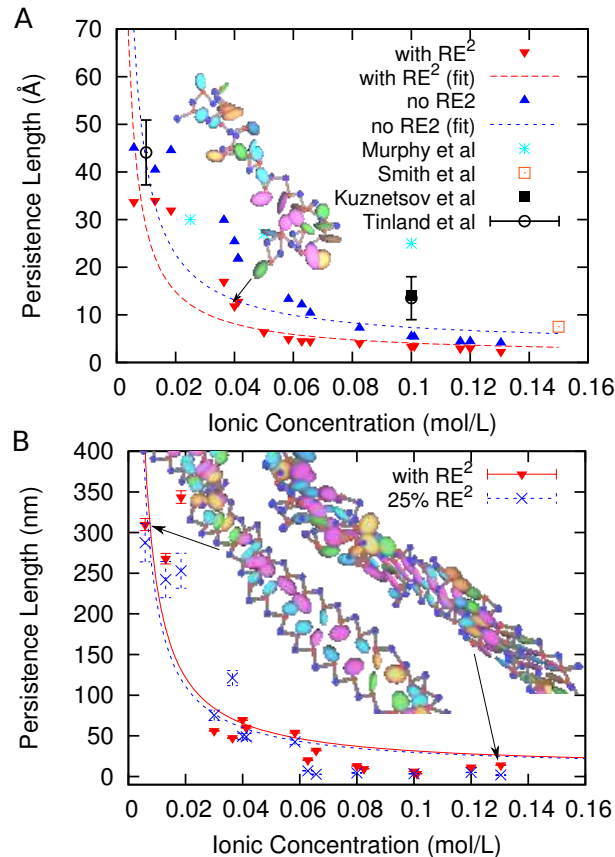 A
70
60
50
40
30
20
10
0
Persistence Length (Å)
with RE²
with RE² (fit)
no RE2
no RE2 (fit)
Murphy et al
Smith et al
Kuznetsov et al
Tinland et al
0 0.02 0.04 0.06 0.08 0.1 0.12 0.14 0.16
Ionic Concentration (mol/L)
B
400
350
300
250
200
150
100
50
0
Persistence Length (nm)
with RE²
25% RE²
0 0.02 0.04 0.06 0.08 0.1 0.12 0.14 0.16
Ionic Concentration (mol/L)